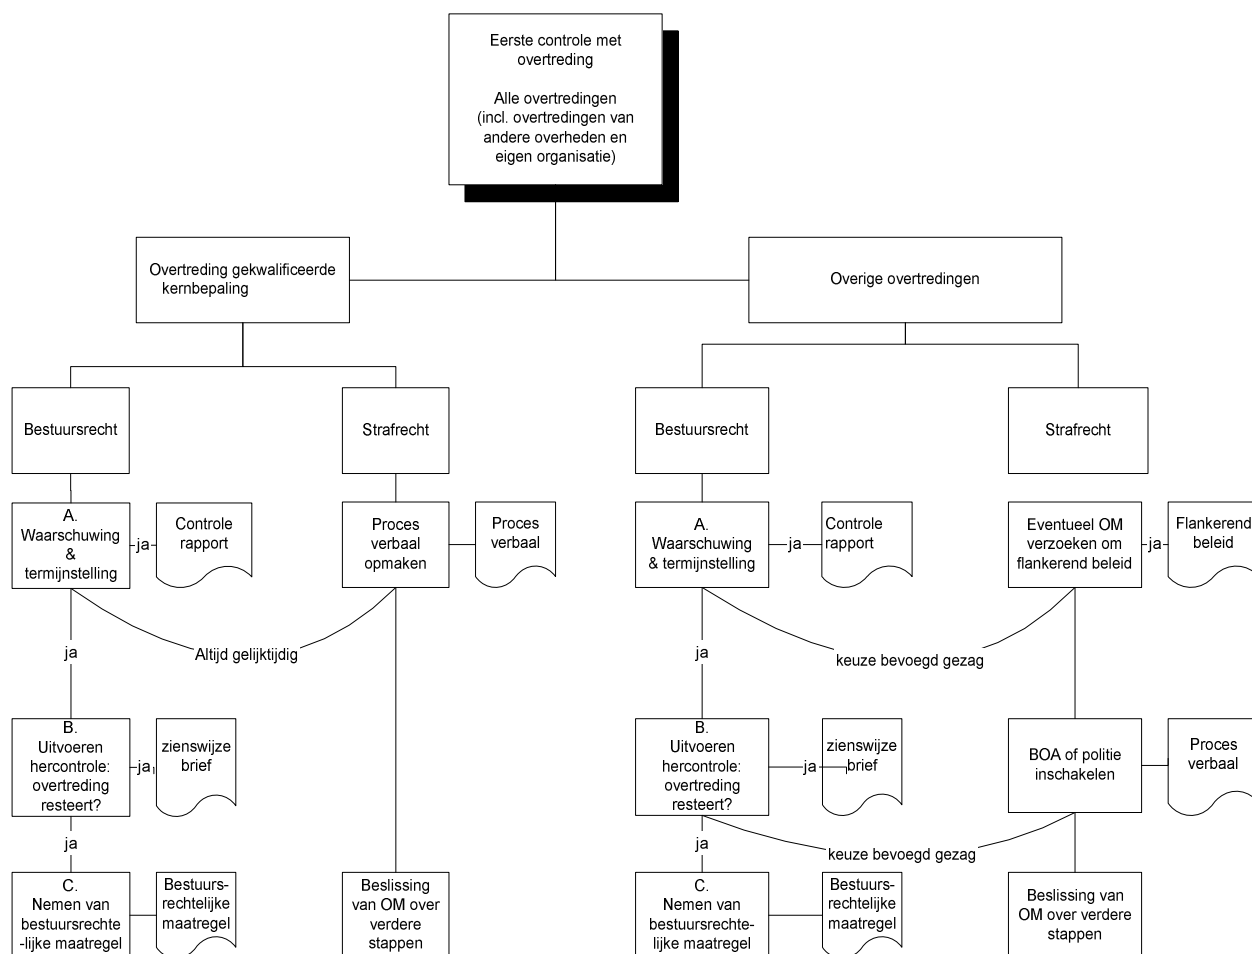 Eerste controle met
overtreding
Alle overtredingen
(incl. overtredingen van
andere overheden en
eigen organisatie)
Overtreding gekwalificeerde
kernbepaling
Overige overtredingen
Bestuursrecht
Strafrecht
Bestuursrecht
Strafrecht
A.
Waarschuwing
&
termijnstelling
ja
Controle
rapport
Proces
verbaal
opmaken
Proces
verbaal
A.
Waarschuwing
& termijnstelling
ja
Controle
rapport
Eventueel OM
verzoeken om
flankerend beleid
ja
Flankerend
beleid
ja
Altijd gelijktijdig
ja
keuze bevoegd gezag
B.
Uitvoeren
hercontrole:
overtreding
resteert?
ja
zienswijze
brief
B.
Uitvoeren
hercontrole:
overtreding
resteert?
ja
zienswijze
brief
BOA of politie
inschakelen
Proces
verbaal
ja
ja
keuze bevoegd gezag
C.
Nemen van
bestuursrechte
-lijke maatregel
Bestuurs-
rechtelijke
maatregel
Beslissing
van OM over
verdere
stappen
C.
Nemen van
bestuursrechte-
lijke maatregel
Bestuurs-
rechtelijke
maatregel
Beslissing van
OM over verdere
stappen